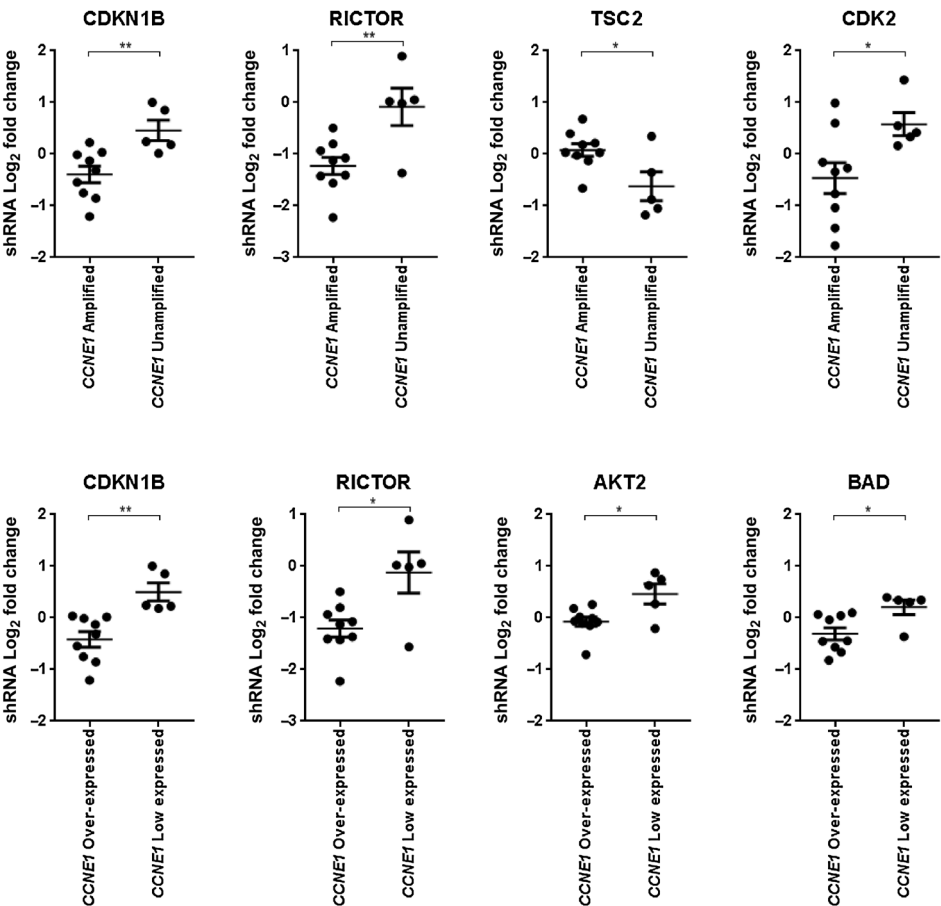 CDKN1B RICTOR TSC2 CDK2
** ** * *
shRNA Log2 fold change
2
1
0
–1
–2
CCNE1 Amplified
CCNE1 Unamplified
shRNA Log2 fold change
1
0
–1
–2
–3
CCNE1 Amplified
CCNE1 Unamplified
shRNA Log2 fold change
2
1
0
–1
–2
CCNE1 Amplified
CCNE1 Unamplified
shRNA Log2 fold change
2
1
0
–1
–2
CCNE1 Amplified
CCNE1 Unamplified
CDKN1B RICTOR AKT2 BAD
** * * *
shRNA Log2 fold change
2
1
0
–1
–2
CCNE1 Over-expressed
CCNE1 Low expressed
shRNA Log2 fold change
1
0
–1
–2
–3
CCNE1 Over-expressed
CCNE1 Low expressed
shRNA Log2 fold change
2
1
0
–1
–2
CCNE1 Over-expressed
CCNE1 Low expressed
shRNA Log2 fold change
2
1
0
–1
–2
CCNE1 Over-expressed
CCNE1 Low expressed